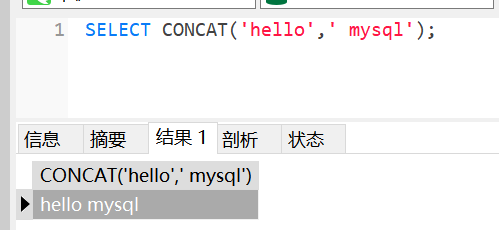 1 SELECT CONCAT('hello',' mysql');
信息 摘要 结果 1 剖析 状态
CONCAT('hello',' mysql')
hello mysql